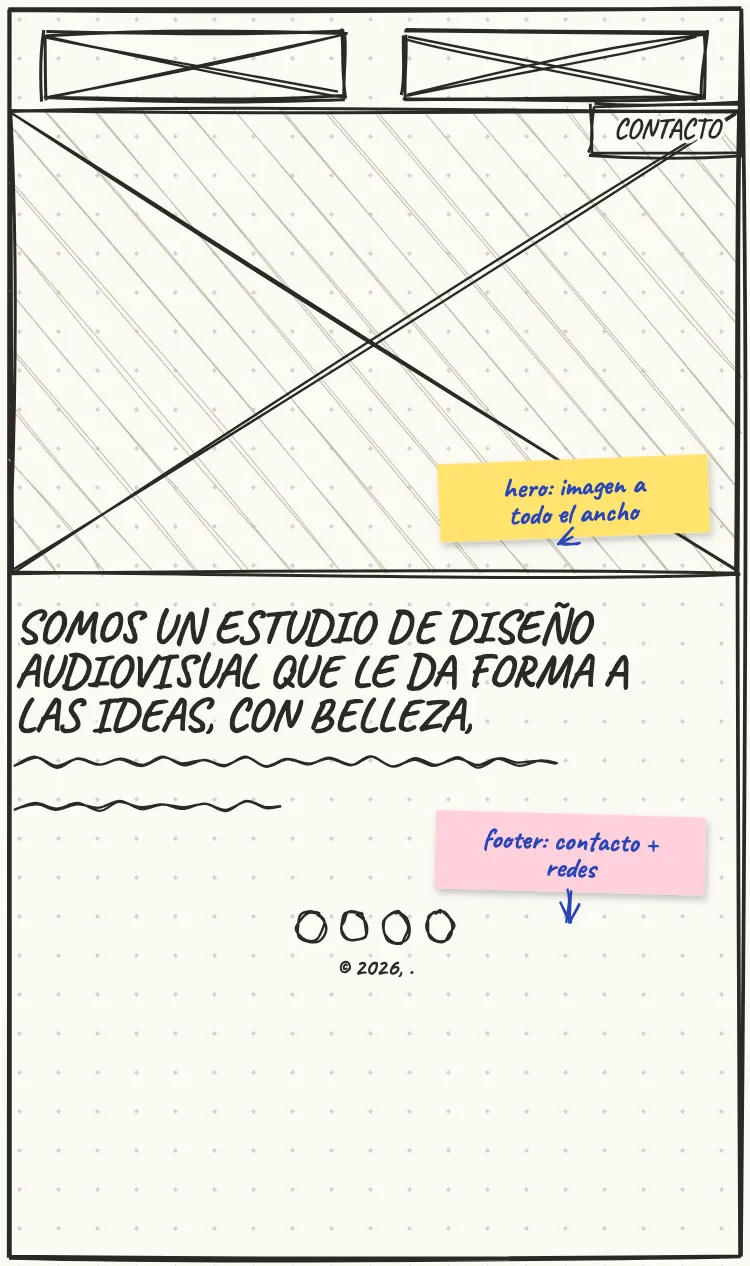 CONTACTO
hero: imagen a
todo el ancho
SOMOS UN ESTUDIO DE DISEÑO
AUDIOVISUAL QUE LE DA FORMA A
LAS IDEAS, CON BELLEZA,
footer: contacto +
redes
© 2026, .